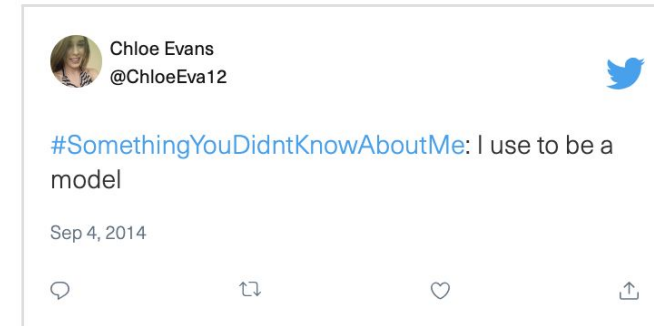 Chloe Evans
@ChloeEva12
#SomethingYouDidntKnowAboutMe: I use to be a
model
Sep 4, 2014